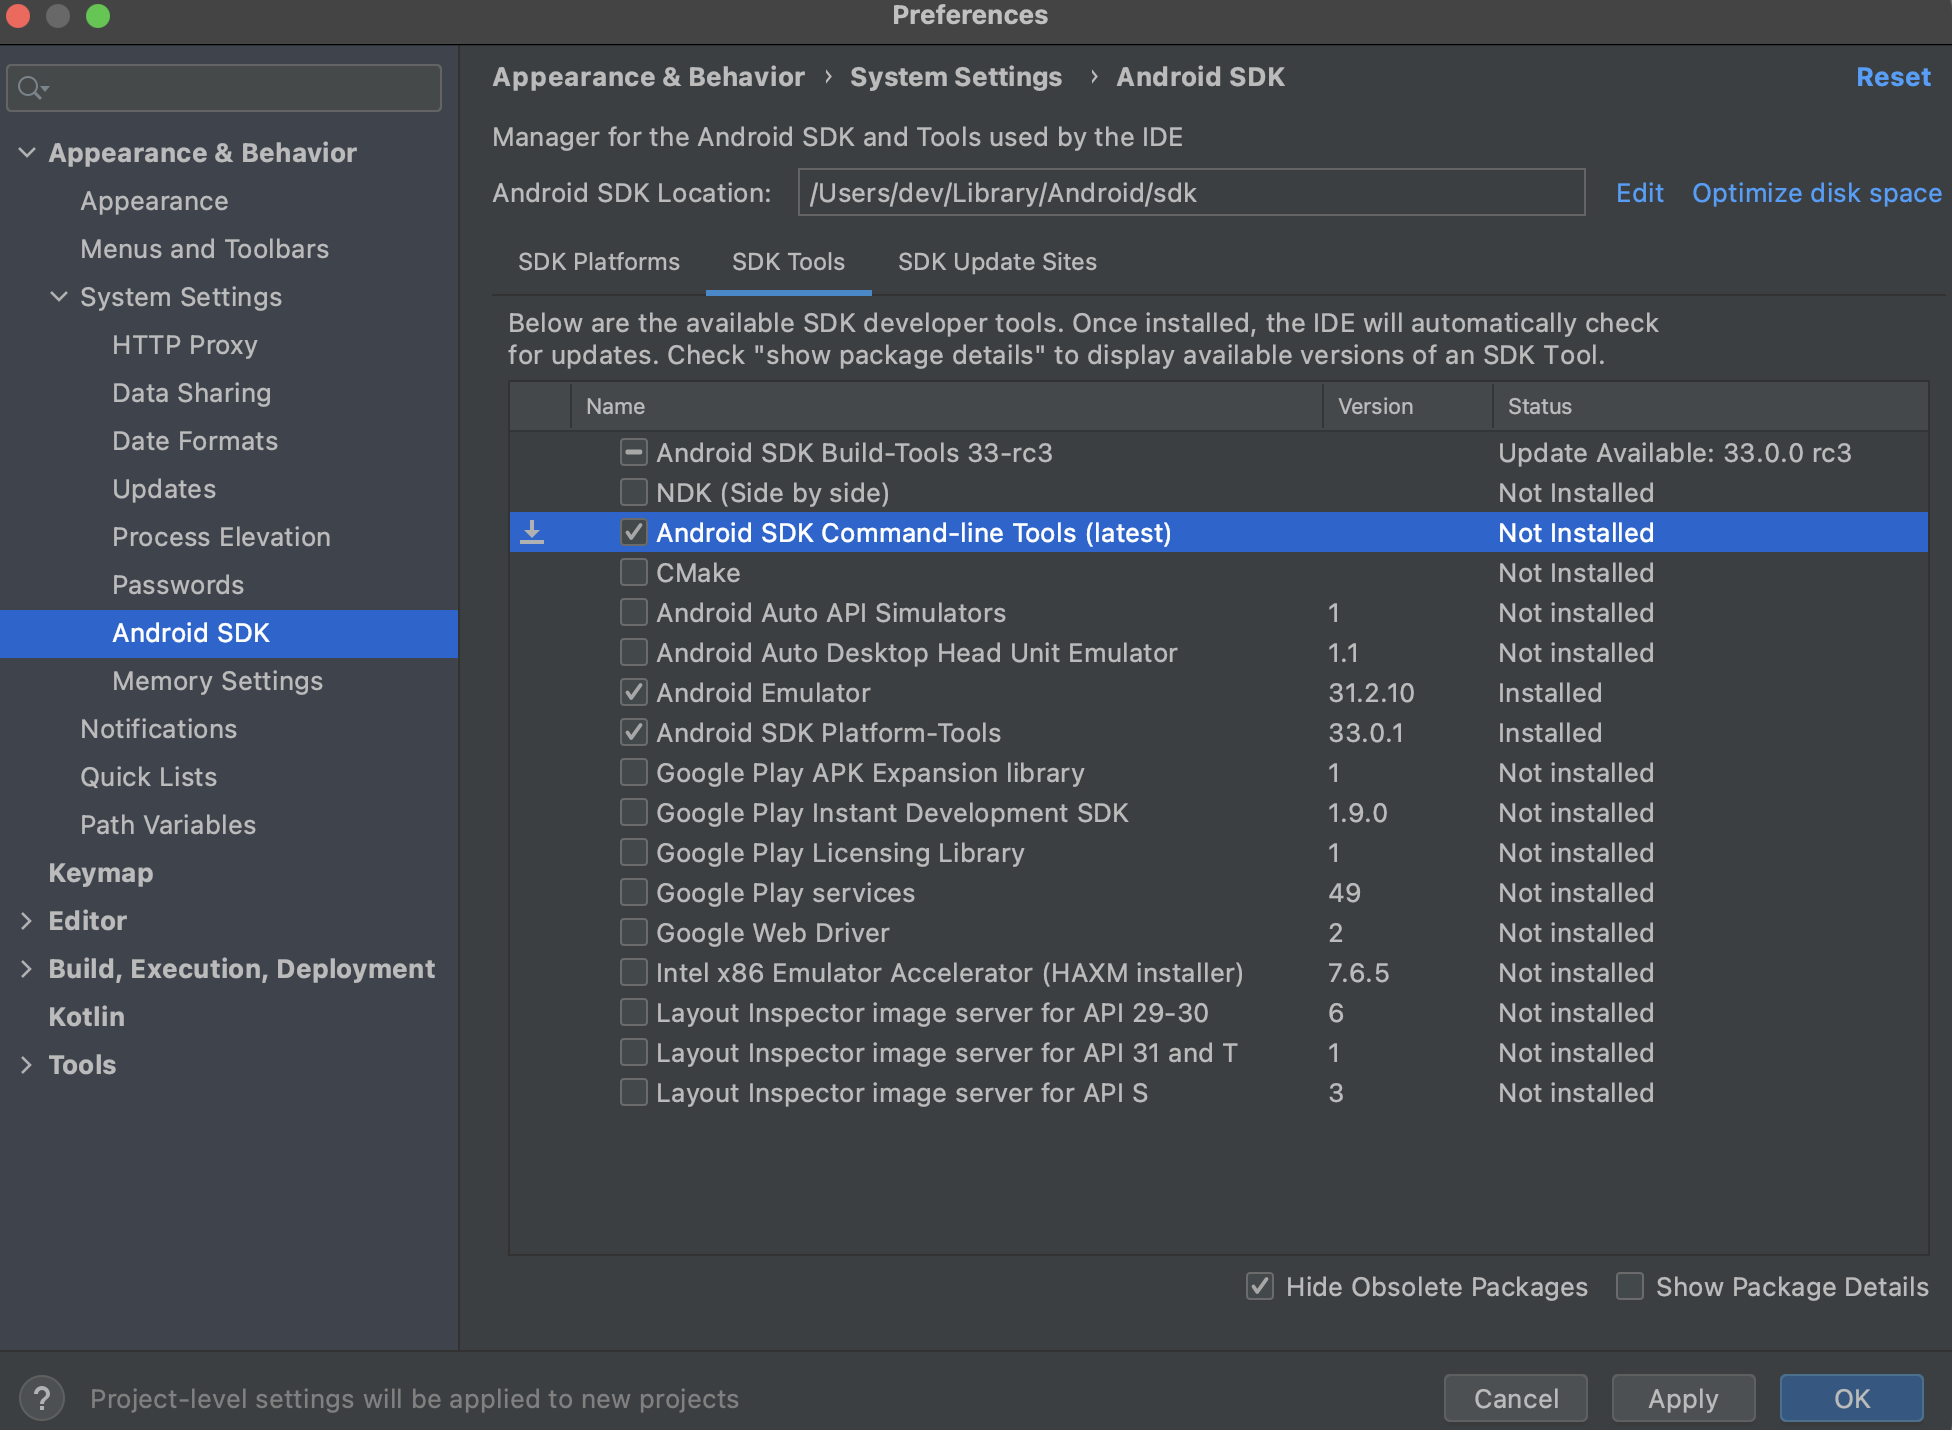 Preferences
Appearance & Behavior
Appearance
Menus and Toolbars
System Settings
HTTP Proxy
Data Sharing
Date Formats
Updates
Process Elevation
Passwords
Android SDK
Memory Settings
Notifications
Quick Lists
Path Variables
Keymap
Editor
Build, Execution, Deployment
Kotlin
Tools
Appearance & Behavior › System Settings › Android SDK Reset
Manager for the Android SDK and Tools used by the IDE
Android SDK Location: /Users/dev/Library/Android/sdk Edit Optimize disk space
SDK Platforms SDK Tools SDK Update Sites
Below are the available SDK developer tools. Once installed, the IDE will automatically check
for updates. Check "show package details" to display available versions of an SDK Tool.
Name Version Status
Android SDK Build-Tools 33-rc3 Update Available: 33.0.0 rc3
NDK (Side by side) Not Installed
Android SDK Command-line Tools (latest) Not Installed
CMake Not Installed
Android Auto API Simulators 1 Not installed
Android Auto Desktop Head Unit Emulator 1.1 Not installed
Android Emulator 31.2.10 Installed
Android SDK Platform-Tools 33.0.1 Installed
Google Play APK Expansion library 1 Not installed
Google Play Instant Development SDK 1.9.0 Not installed
Google Play Licensing Library 1 Not installed
Google Play services 49 Not installed
Google Web Driver 2 Not installed
Intel x86 Emulator Accelerator (HAXM installer) 7.6.5 Not installed
Layout Inspector image server for API 29-30 6 Not installed
Layout Inspector image server for API 31 and T 1 Not installed
Layout Inspector image server for API S 3 Not installed
Hide Obsolete Packages Show Package Details
? Project-level settings will be applied to new projects
Cancel Apply OK